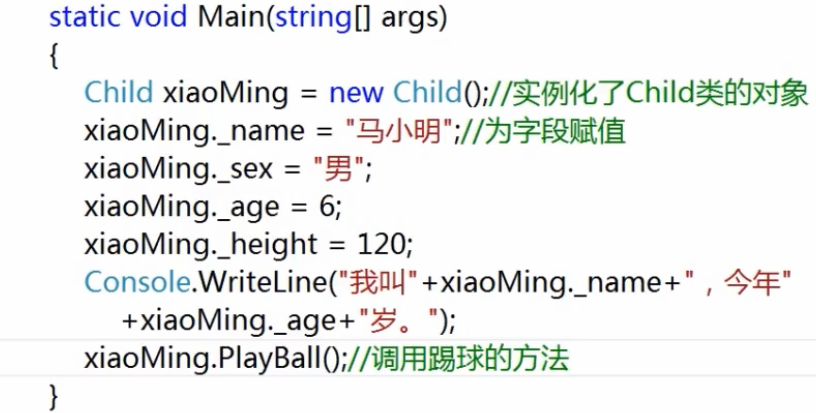 static void Main(string[] args)
{
Child xiaoMing = new Child();//实例化了Child类的对象
xiaoMing._name = "马小明";//为字段赋值
xiaoMing._sex = "男";
xiaoMing._age = 6;
xiaoMing._height = 120;
Console.WriteLine("我叫"+xiaoMing._name+"，今年"
+xiaoMing._age+"岁。");
xiaoMing.PlayBall();//调用踢球的方法
}